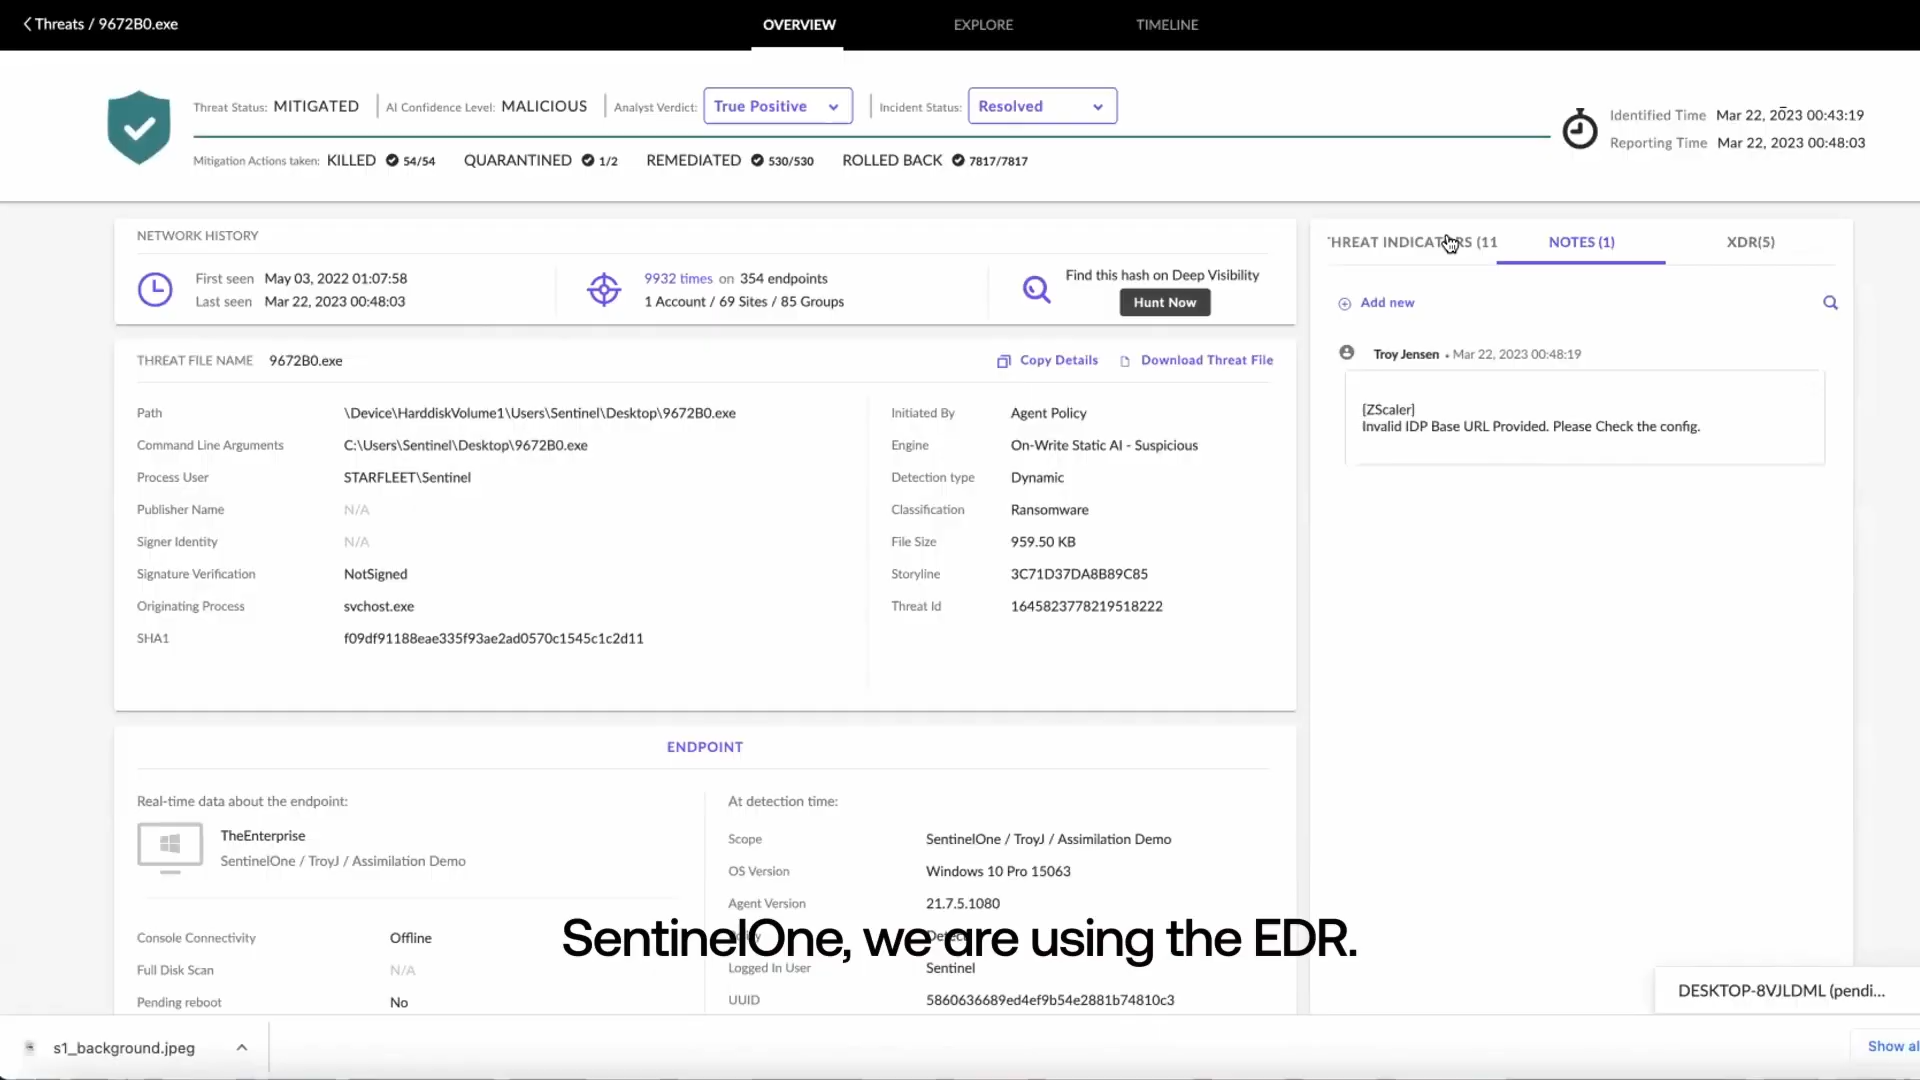 Threats / 9672B0.exe
OVERVIEW
EXPLORE
TIMELINE
Threat Status: MITIGATED
AI Confidence Level: MALICIOUS
Analyst Verdict: True Positive
Incident Status: Resolved
Mitigation Actions taken: KILLED 54/54 QUARANTINED 1/2 REMEDIATED 530/530 ROLLED BACK 7817/7817
Identified Time Mar 22, 2023 00:43:19
Reporting Time Mar 22, 2023 00:48:03
NETWORK HISTORY
First seen May 03, 2022 01:07:58
Last seen Mar 22, 2023 00:48:03
9932 times on 354 endpoints
1 Account / 69 Sites / 85 Groups
Find this hash on Deep Visibility
Hunt Now
THREAT FILE NAME 9672B0.exe
Copy Details
Download Threat File
Path \Device\HarddiskVolume1\Users\Sentinel\Desktop\9672B0.exe
Command Line Arguments C:\Users\Sentinel\Desktop\9672B0.exe
Process User STARFLEET\Sentinel
Publisher Name N/A
Signer Identity N/A
Signature Verification NotSigned
Originating Process svchost.exe
SHA1 f09df91188eae335f93ae2ad0570c1545c1c2d11
Initiated By Agent Policy
Engine On-Write Static AI - Suspicious
Detection type Dynamic
Classification Ransomware
File Size 959.50 KB
Storyline 3C71D37DA8B89C85
Threat Id 1645823778219518222
ENDPOINT
Real-time data about the endpoint:
TheEnterprise
SentinelOne / TroyJ / Assimilation Demo
Console Connectivity Offline
Full Disk Scan N/A
Pending reboot No
At detection time:
Scope SentinelOne / TroyJ / Assimilation Demo
OS Version Windows 10 Pro 15063
Agent Version 21.7.5.1080
Logged In User Sentinel
UUID 5860636689ed4ef9b54e2881b74810c3
THREAT INDICATORS (11
NOTES (1)
XDR(5)
Add new
Troy Jensen • Mar 22, 2023 00:48:19
[ZScaler]
Invalid IDP Base URL Provided. Please Check the config.
SentinelOne, we are using the EDR.
DESKTOP-8VJLDML (pendi...
s1_background.jpeg
Show al